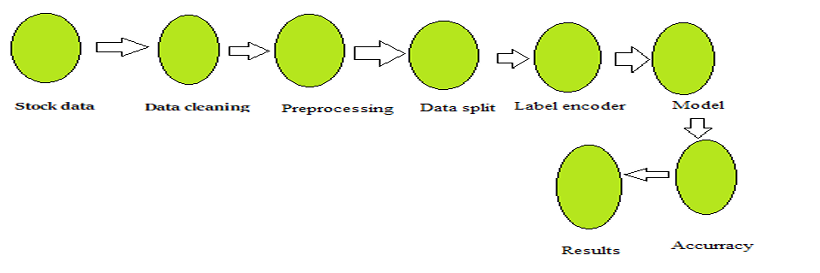 Stock data
Data cleaning
Preprocessing
Data split
Label encoder
Model
Accurracy
Results